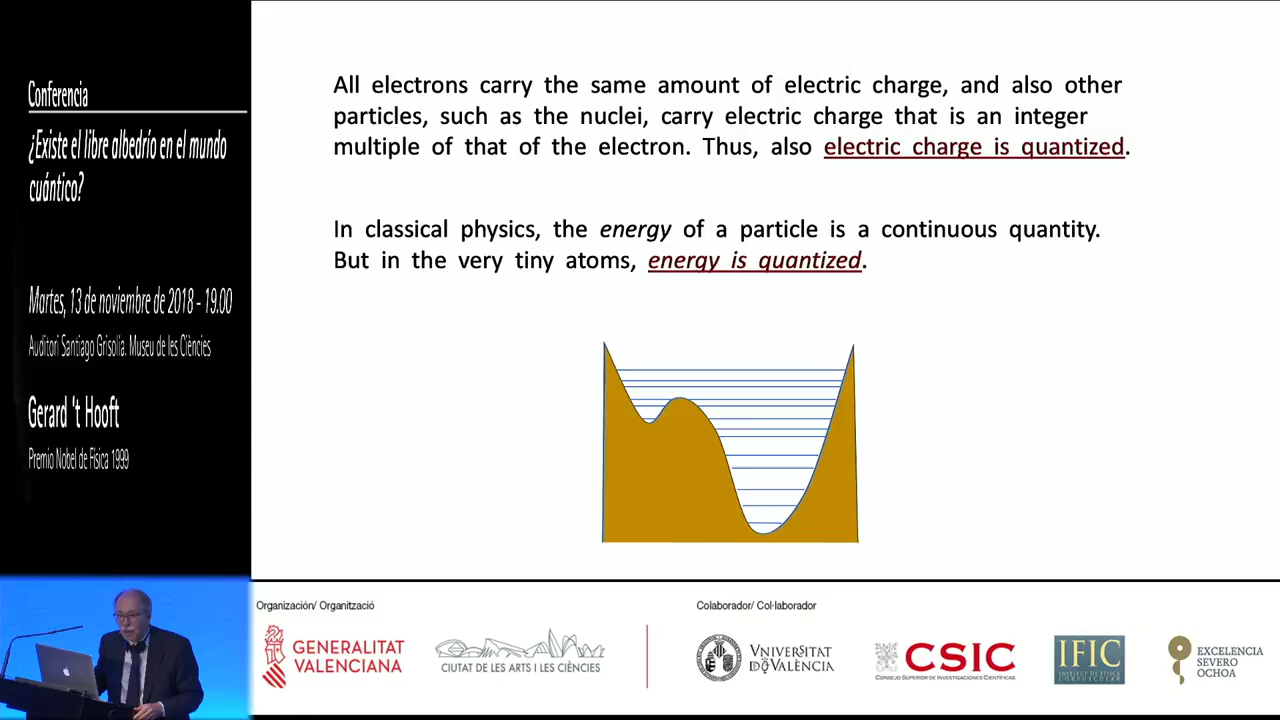 Conferencia
¿Existe el libre albedrío en el mundo
cuántico?
Martes, 13 de noviembre de 2018 - 19.00
Auditori Santiago Grisolía. Museu de les Ciències
Gerard 't Hooft
Premio Nobel de Física 1999
All electrons carry the same amount of electric charge, and also other
particles, such as the nuclei, carry electric charge that is an integer
multiple of that of the electron. Thus, also electric charge is quantized.
In classical physics, the energy of a particle is a continuous quantity.
But in the very tiny atoms, energy is quantized.
Organización/ Organització
GENERALITAT
VALENCIANA
CIUTAT DE LES ARTS I LES CIÈNCIES
Colaborador/ Col·laborador
VNIVERSITAT
DE VALÈNCIA
CSIC
CONSEJO SUPERIOR DE INVESTIGACIONES CIENTÍFICAS
IFIC
INSTITUT DE FÍSICA
CORPUSCULAR
EXCELENCIA
SEVERO
OCHOA